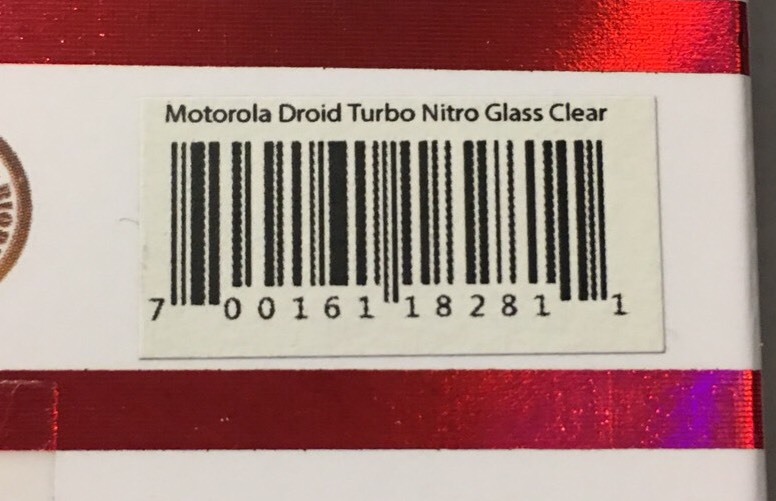 Motorola Droid Turbo Nitro Glass Clear
7 00161 18281 1